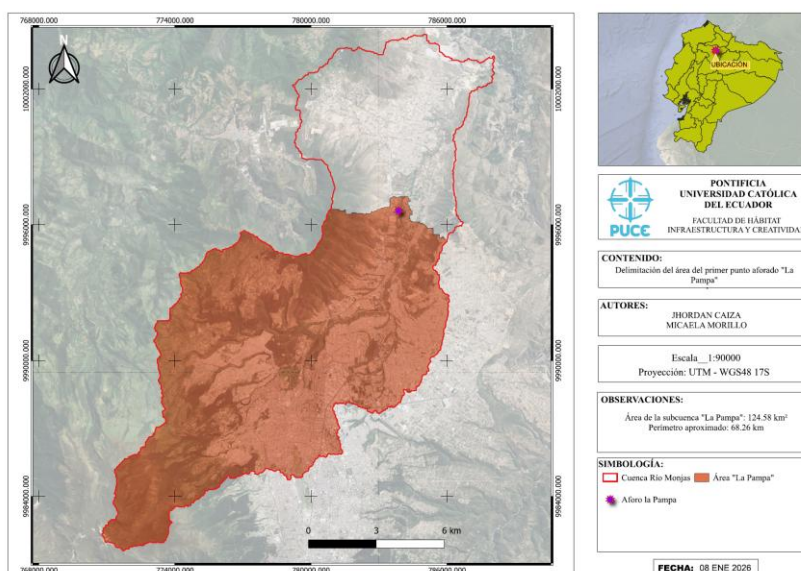 768000.000 774000.000 780000.000 786000.000
N
10002000.000
10002000.000
9996000.000
9996000.000
9990000.000
9990000.000
9984000.000
9984000.000
0 3 6 km
768000.000 774000.000 780000.000 786000.000
UBICACIÓN
PUCE
PONTIFICIA
UNIVERSIDAD CATÓLICA
DEL ECUADOR
FACULTAD DE HÁBITAT
INFRAESTRUCTURA Y CREATIVIDA
CONTENIDO:
Delimitación del área del primer punto aforado "La
Pampa"
AUTORES:
JHORDAN CAIZA
MICAELA MORILLO
Escala__1:90000
Proyección: UTM - WGS48 17S
OBSERVACIONES:
Área de la subcuenca "La Pampa": 124.58 km²
Perímetro aproximado: 68.26 km
SIMBOLOGÍA:
Cuenca Río Monjas Área "La Pampa"
Aforo la Pampa
FECHA: 08 ENE 2026